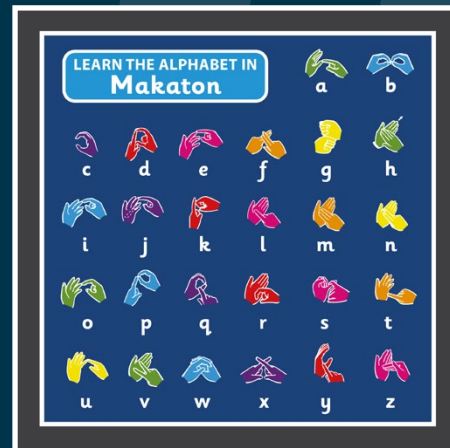 LEARN THE ALPHABET IN
Makaton
a b
c d e f g h
i j k l m n
o p q r s t
u v w x y z